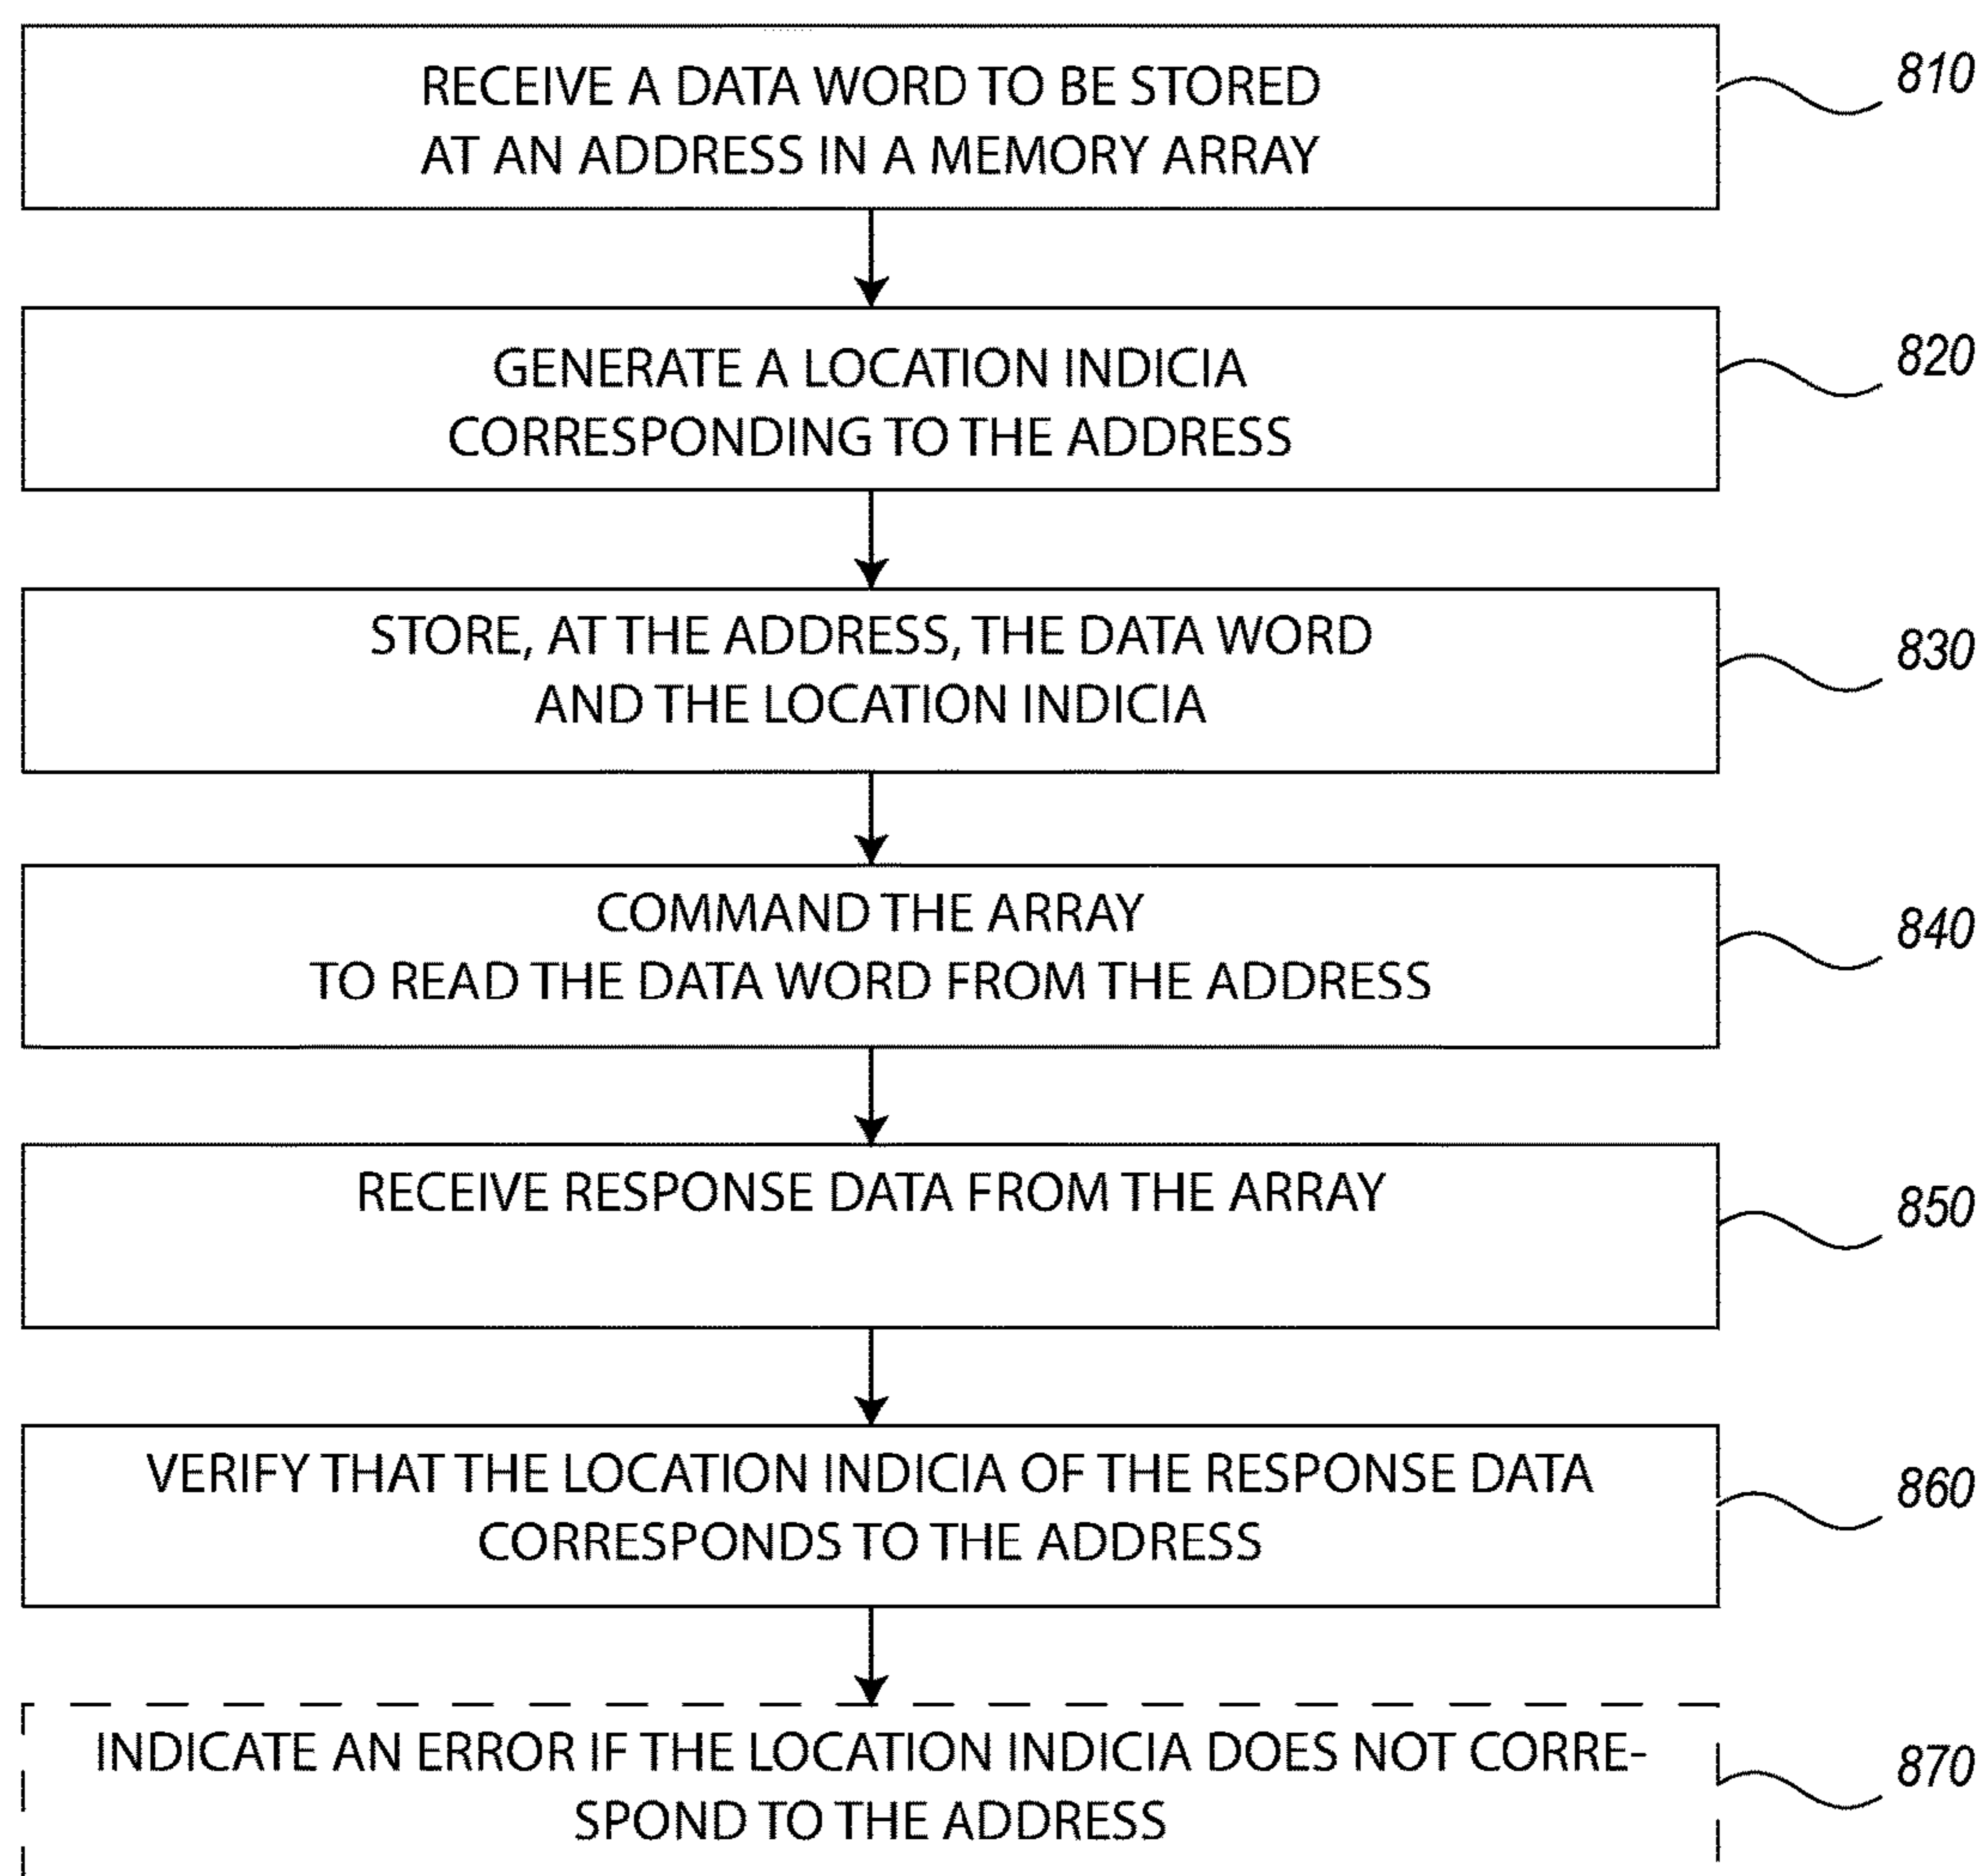 RECEIVE A DATA WORD TO BE STORED
AT AN ADDRESS IN A MEMORY ARRAY
810
GENERATE A LOCATION INDICIA
CORRESPONDING TO THE ADDRESS
820
STORE, AT THE ADDRESS, THE DATA WORD
AND THE LOCATION INDICIA
830
COMMAND THE ARRAY
TO READ THE DATA WORD FROM THE ADDRESS
840
RECEIVE RESPONSE DATA FROM THE ARRAY
850
VERIFY THAT THE LOCATION INDICIA OF THE RESPONSE DATA
CORRESPONDS TO THE ADDRESS
860
INDICATE AN ERROR IF THE LOCATION INDICIA DOES NOT CORRE-
SPOND TO THE ADDRESS
870